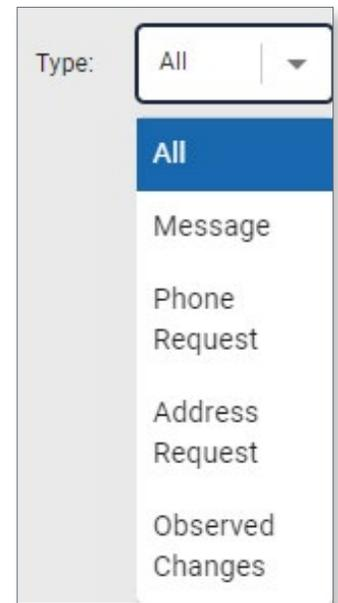 Type: All
All
Message
Phone
Request
Address
Request
Observed
Changes